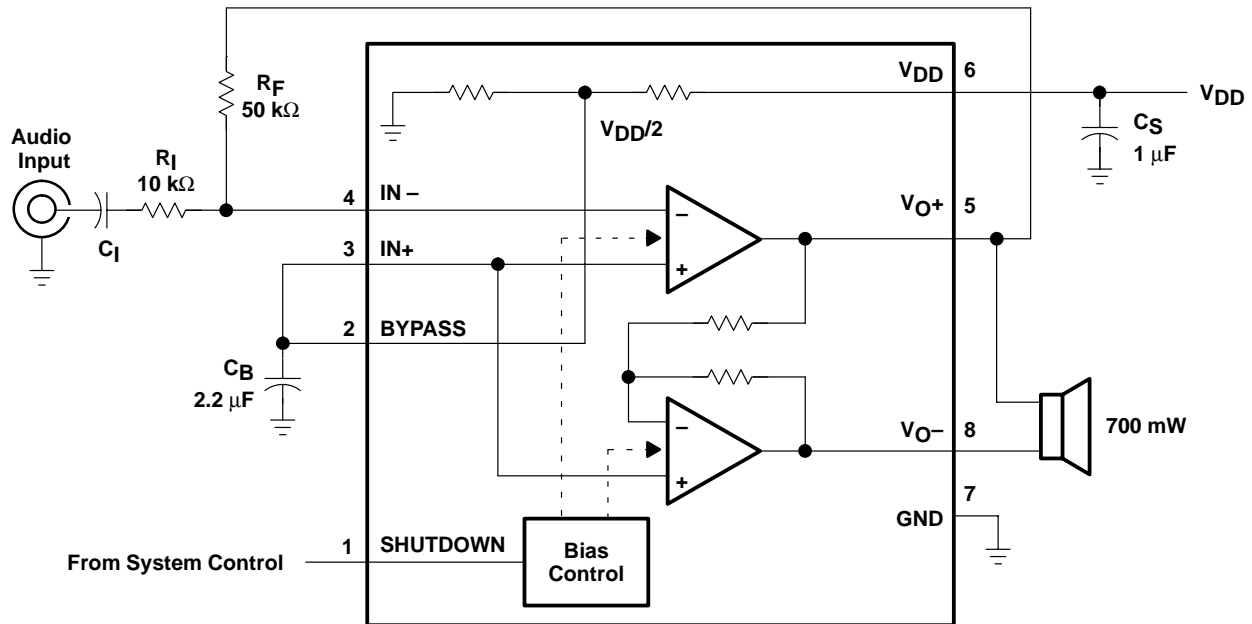 V_DD
6
R_F
50 kΩ
V_DD/2
V_DD
C_S
1 µF
Audio
Input
R_I
10 kΩ
C_I
4
IN –
V_O+
5
–
+
3
IN+
2
BYPASS
C_B
2.2 µF
V_O–
8
–
+
700 mW
7
GND
From System Control
1
SHUTDOWN
Bias
Control